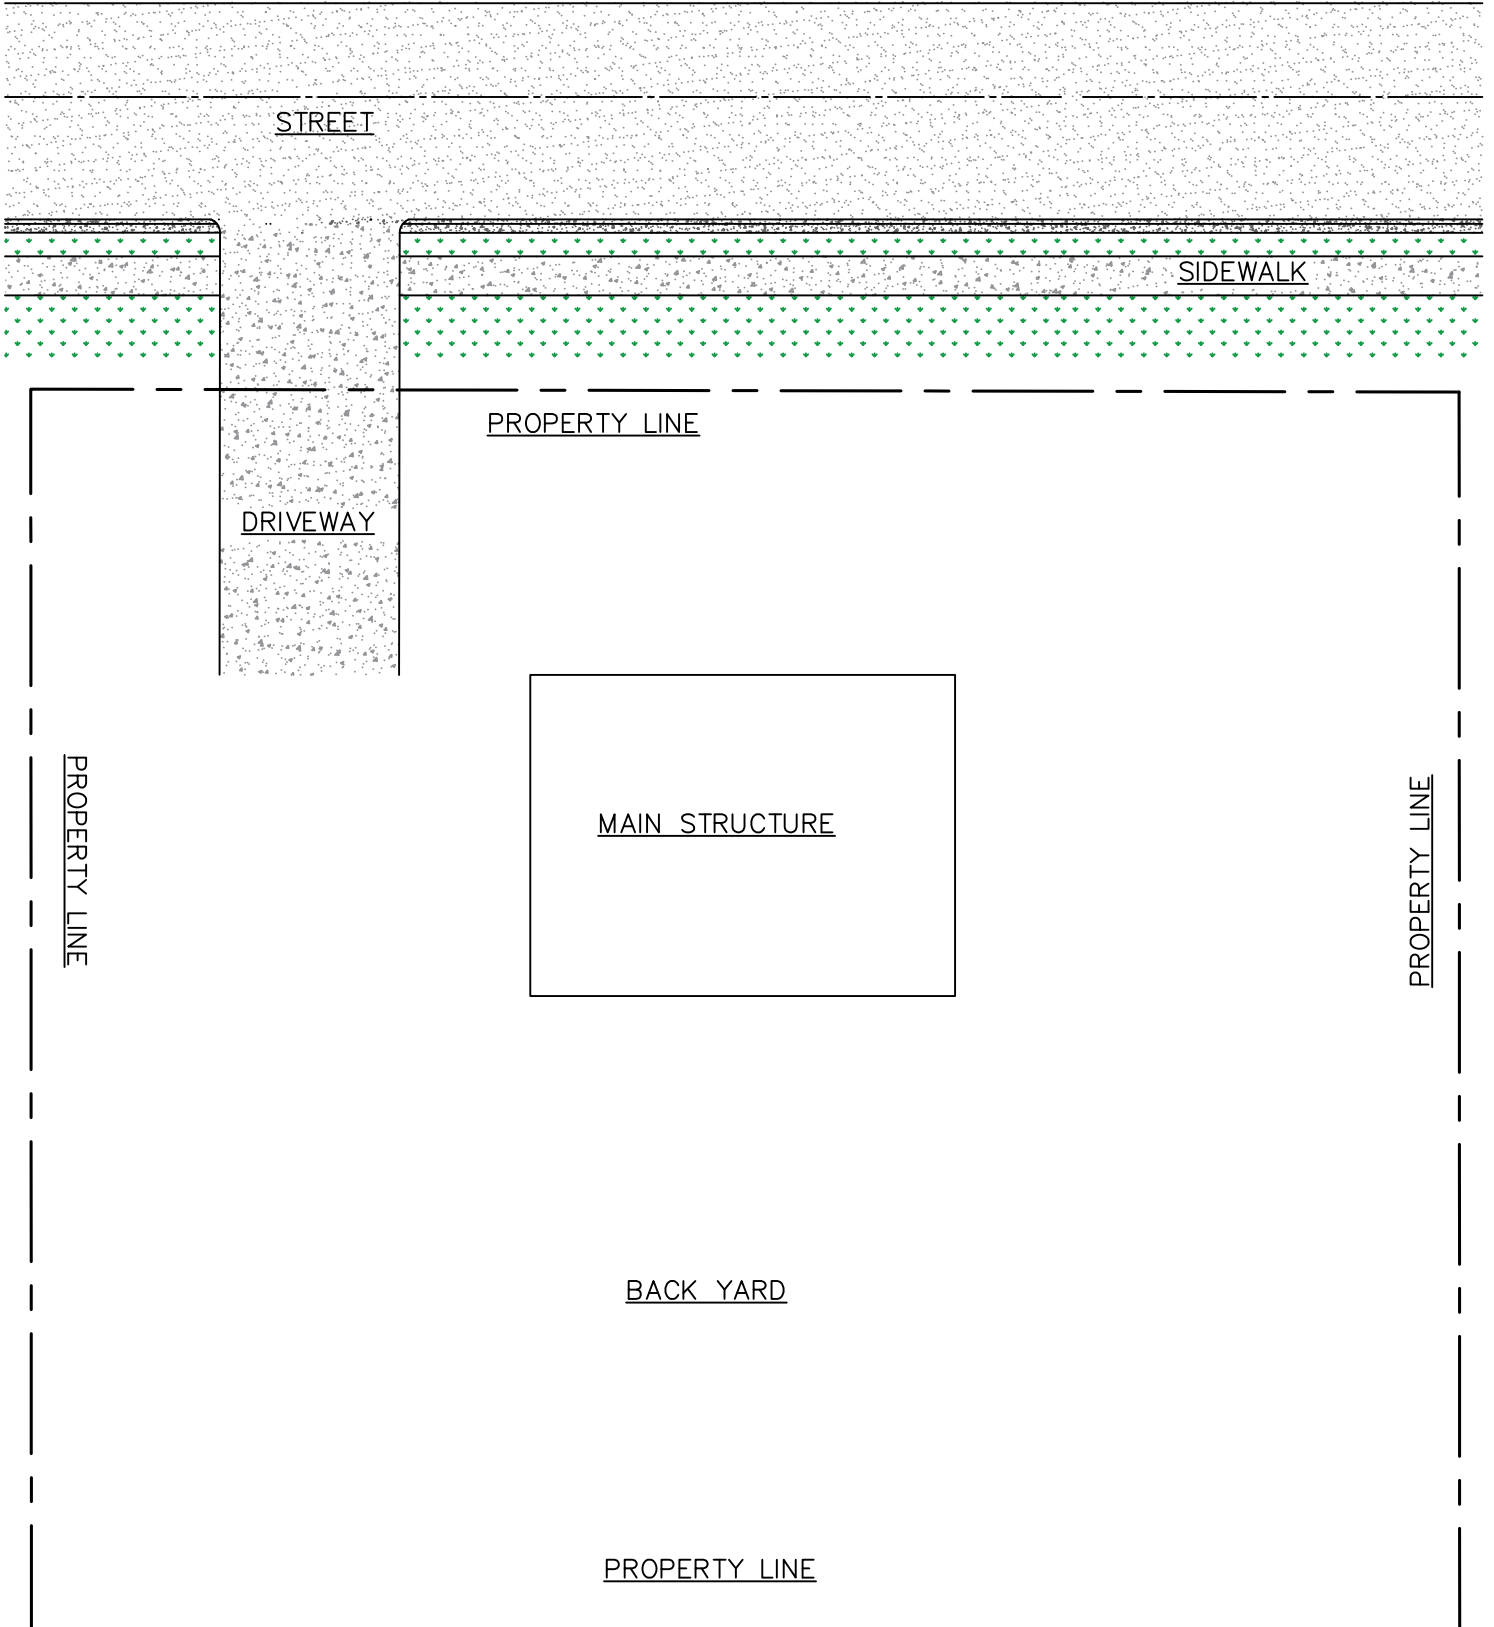 STREET
SIDEWALK
PROPERTY LINE
DRIVEWAY
PROPERTY LINE
MAIN STRUCTURE
PROPERTY LINE
BACK YARD
PROPERTY LINE